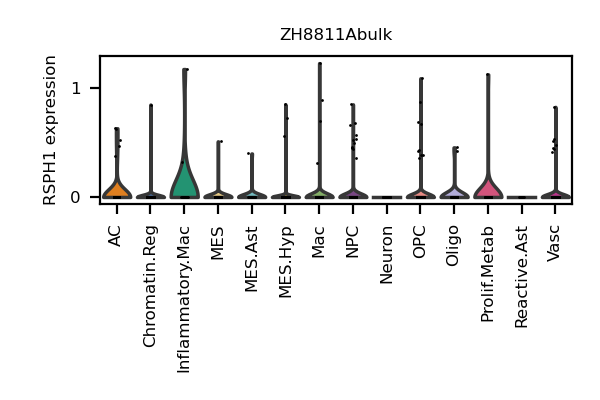 ZH8811Abulk
RSPH1 expression
1
0
AC
Chromatin.Reg
Inflammatory.Mac
MES
MES.Ast
MES.Hyp
Mac
NPC
Neuron
OPC
Oligo
Prolif.Metab
Reactive.Ast
Vasc